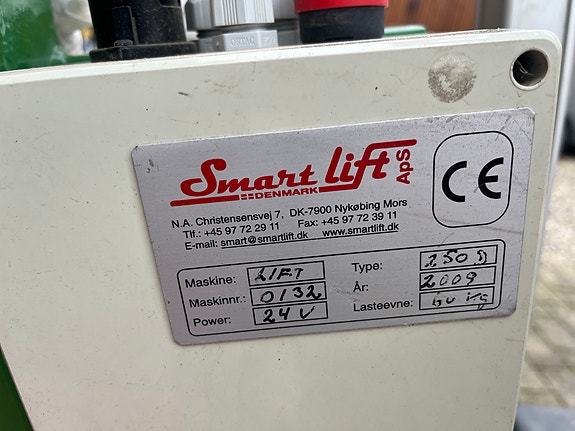 Smart lift ApS
DENMARK
CE
N.A. Christensensvej 7, DK-7900 Nykøbing Mors
Tlf.: +45 97 72 29 11 Fax: +45 97 72 39 11
E-mail: smart@smartlift.dk www.smartlift.dk
Maskine: LIFT Type:
Maskinnr.: 0132 År: 2009
Power: 24V Lasteevne: kg